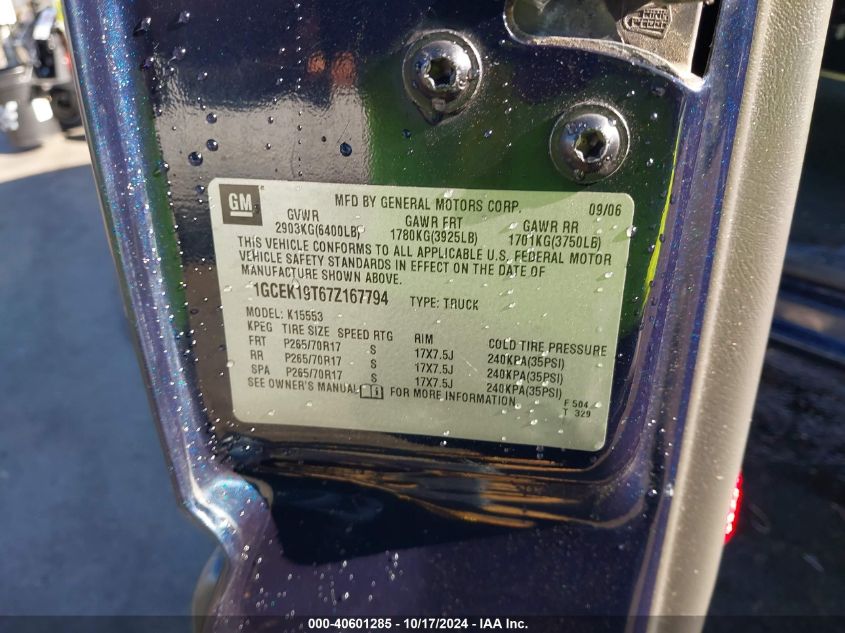 GM
MFD BY GENERAL MOTORS CORP. 09/06
GVWR GAWR FRT GAWR RR
2903KG(6400LB) 1780KG(3925LB) 1701KG(3750LB)
THIS VEHICLE CONFORMS TO ALL APPLICABLE U.S. FEDERAL MOTOR
VEHICLE SAFETY STANDARDS IN EFFECT ON THE DATE OF
MANUFACTURE SHOWN ABOVE.
1GCEK19T67Z167794 TYPE: TRUCK
MODEL: K15553
KPEG TIRE SIZE SPEED RTG RIM COLD TIRE PRESSURE
FRT P265/70R17 S 17X7.5J 240KPA(35PSI)
RR P265/70R17 S 17X7.5J 240KPA(35PSI)
SPA P265/70R17 S 17X7.5J 240KPA(35PSI)
SEE OWNER'S MANUAL FOR MORE INFORMATION
F 504
T 329
000-40601285 - 10/17/2024 - IAA Inc.